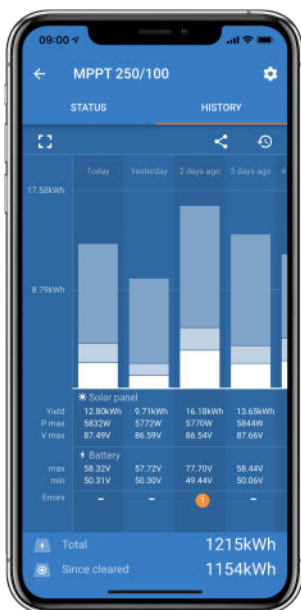 09:00
MPPT 250/100
STATUS HISTORY
Today Yesterday 2 days ago 3 days ago 4
17.58kWh
8.79kWh
Solar panel
Yield 12.80kWh 9.71kWh 16.18kWh 13.65kWh
P max 5832W 5772W 5770W 5844W
V max 87.49V 86.59V 86.54V 87.66V
Battery
max 58.32V 57.72V 77.70V 58.44V
min 50.31V 50.30V 49.44V 50.06V
Errors – – 1 –
Total 1215kWh
Since cleared 1154kWh